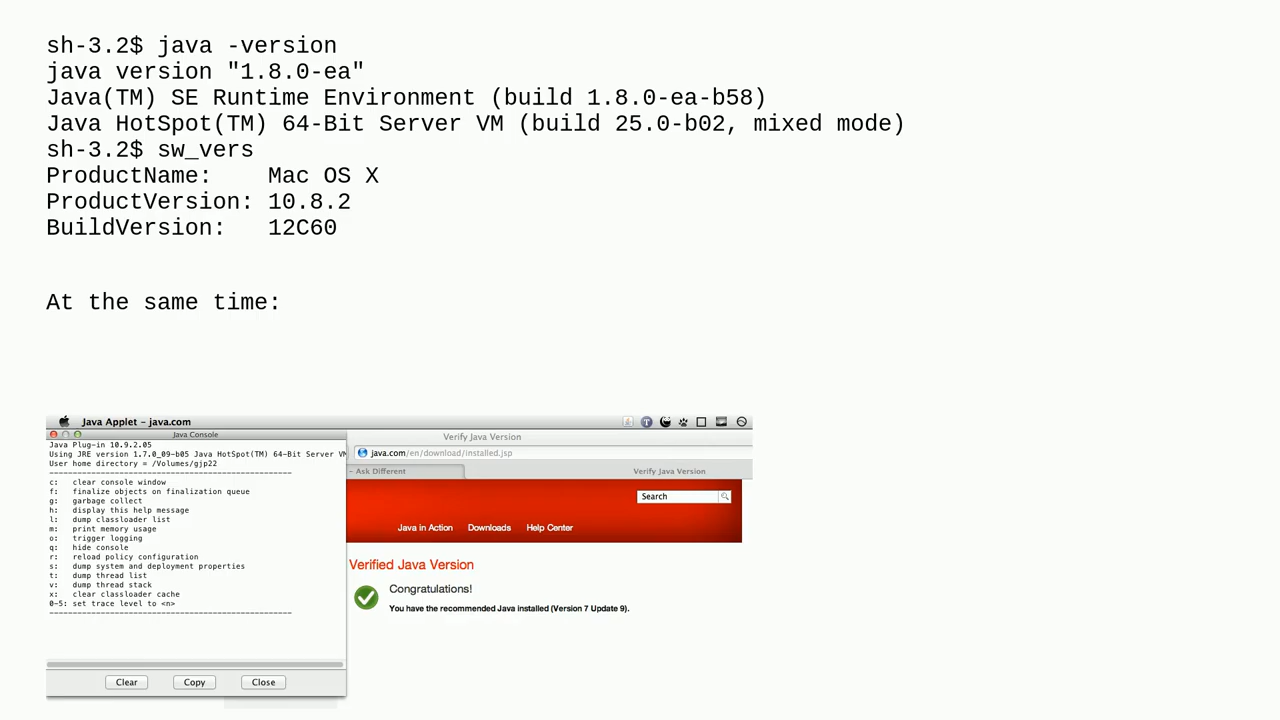 sh-3.2$ java -version
java version "1.8.0-ea"
Java(TM) SE Runtime Environment (build 1.8.0-ea-b58)
Java HotSpot(TM) 64-Bit Server VM (build 25.0-b02, mixed mode)
sh-3.2$ sw_vers
ProductName:    Mac OS X
ProductVersion: 10.8.2
BuildVersion:   12C60
At the same time:
Java Applet – java.com
Java Console
Java Plug-in 10.9.2.05
Using JRE version 1.7.0_09-b05 Java HotSpot(TM) 64-Bit Server VM
User home directory = /Volumes/gjp22
----------------------------------------------------
c:   clear console window
f:   finalize objects on finalization queue
g:   garbage collect
h:   display this help message
l:   dump classloader list
m:   print memory usage
o:   trigger logging
q:   hide console
r:   reload policy configuration
s:   dump system and deployment properties
t:   dump thread list
v:   dump thread stack
x:   clear classloader cache
0-5: set trace level to <n>
----------------------------------------------------
Clear Copy Close
Verify Java Version
java.com/en/download/installed.jsp
– Ask Different
Verify Java Version
Search
Java in Action Downloads Help Center
Verified Java Version
Congratulations!
You have the recommended Java installed (Version 7 Update 9).